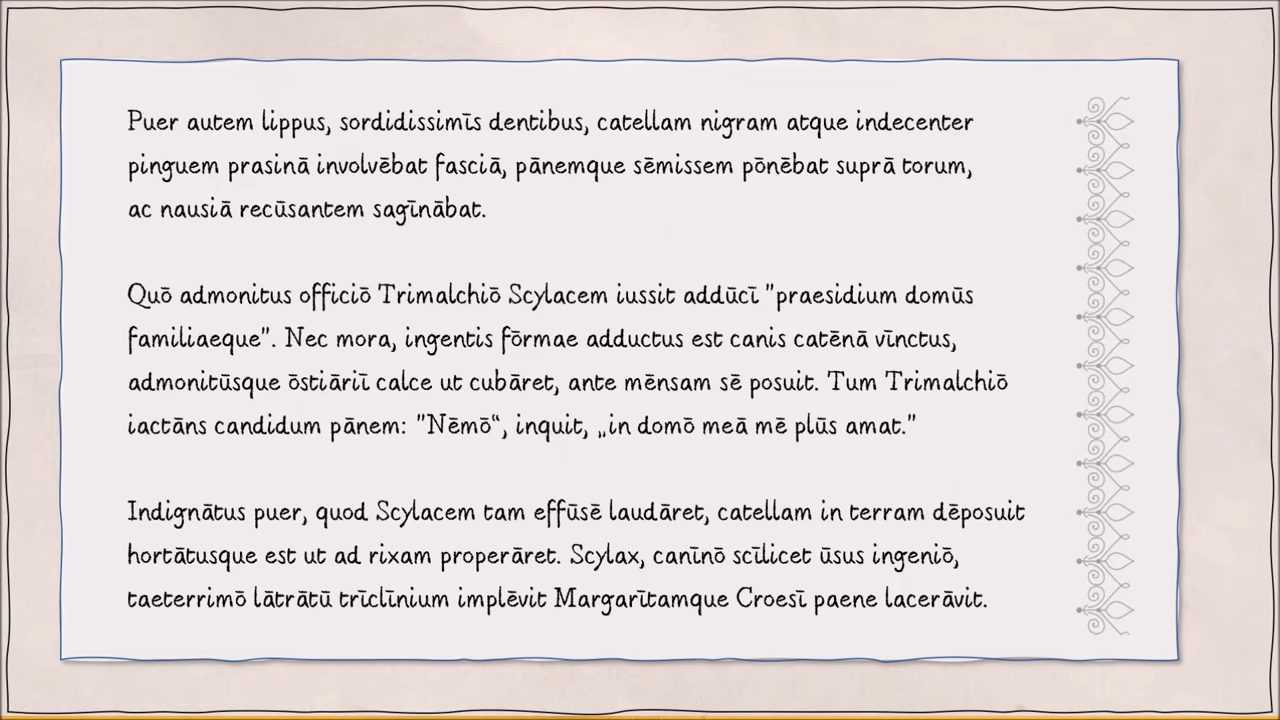 Puer autem lippus, sordidissimīs dentibus, catellam nigram atque indecenter
pinguem prasinā involvēbat fasciā, pānemque sēmissem pōnēbat suprā torum,
ac nausiā recūsantem sagīnābat.
Quō admonitus officiō Trimalchiō Scylacem iussit addūcī "praesidium domūs
familiaeque". Nec mora, ingentis fōrmae adductus est canis catēnā vīnctus,
admonitūsque ōstiāriī calce ut cubāret, ante mēnsam sē posuit. Tum Trimalchiō
iactāns candidum pānem: "Nēmō“, inquit, „in domō meā mē plūs amat."
Indignātus puer, quod Scylacem tam effūsē laudāret, catellam in terram dēposuit
hortātusque est ut ad rixam properāret. Scylax, canīnō scīlicet ūsus ingeniō,
taeterrimō lātrātū trīclīnium implēvit Margarītamque Croesī paene lacerāvit.